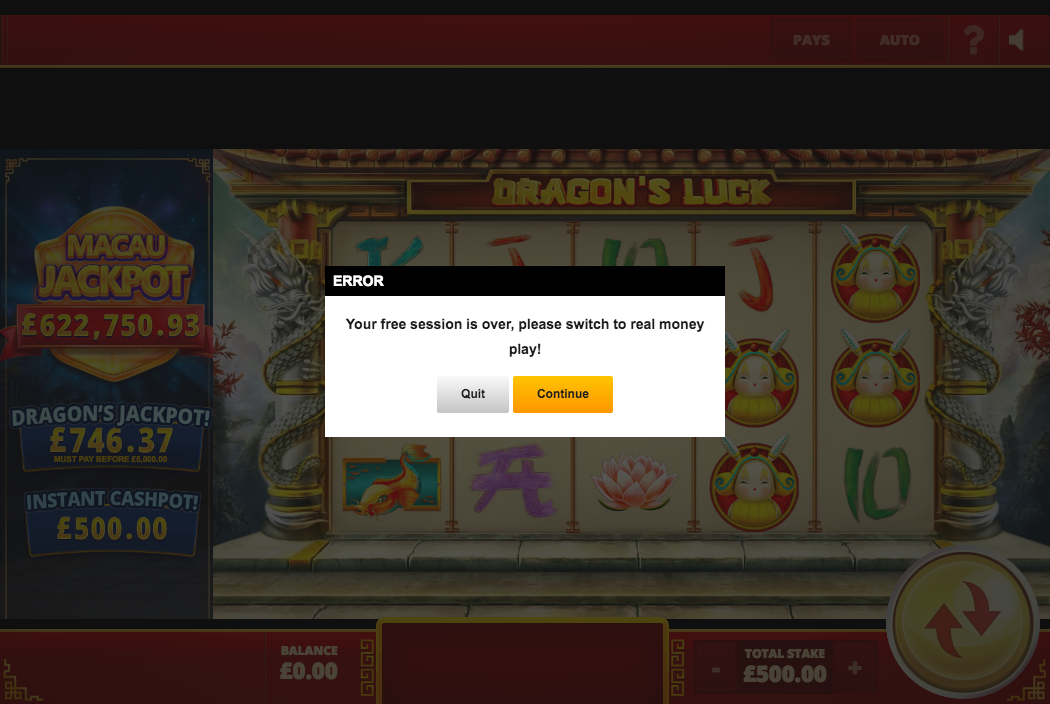 PAYS
AUTO
?
DRAGON'S LUCK
MACAU
JACKPOT
£622,750.93
DRAGON'S JACKPOT!
£746.37
MUST PAY BEFORE £5,000.00
INSTANT CASHPOT!
£500.00
K
J
10
J
ERROR
Your free session is over, please switch to real money
play!
Quit
Continue
A
10
BALANCE
£0.00
TOTAL STAKE
- £500.00 +